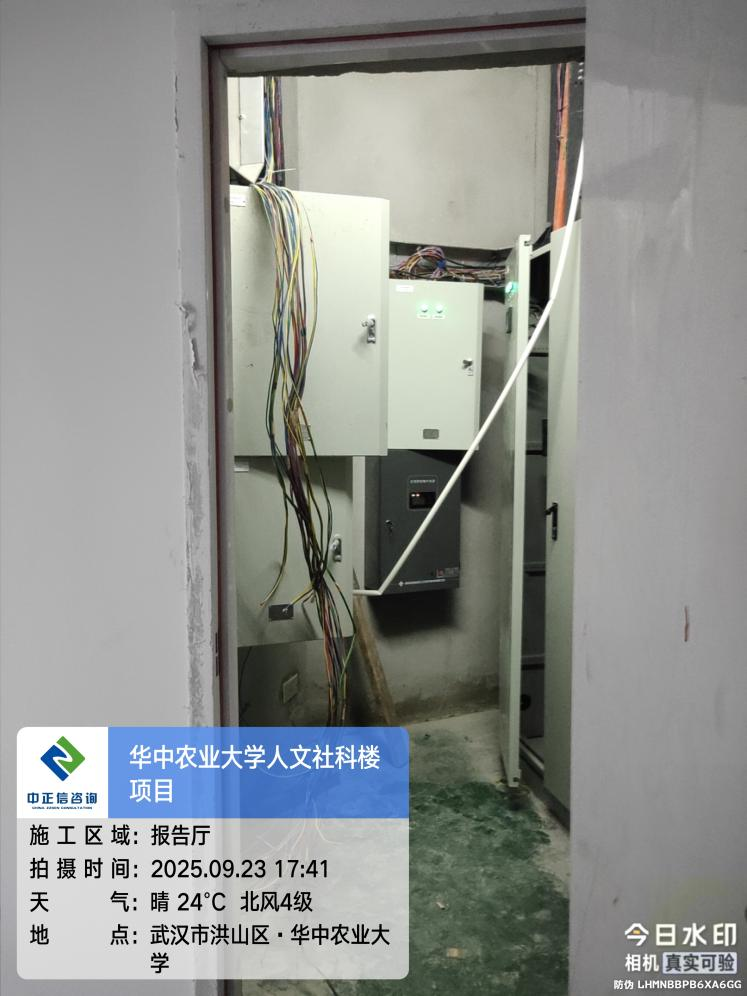 华中农业大学人文社科楼
项目
中正信咨询
施工区域：报告厅
拍摄时间：2025.09.23 17:41
天气：晴 24°C 北风4级
地点：武汉市洪山区·华中农业大
学
今日水印
相机 真实可验
防伪 LHMNBBPB6XA6GG